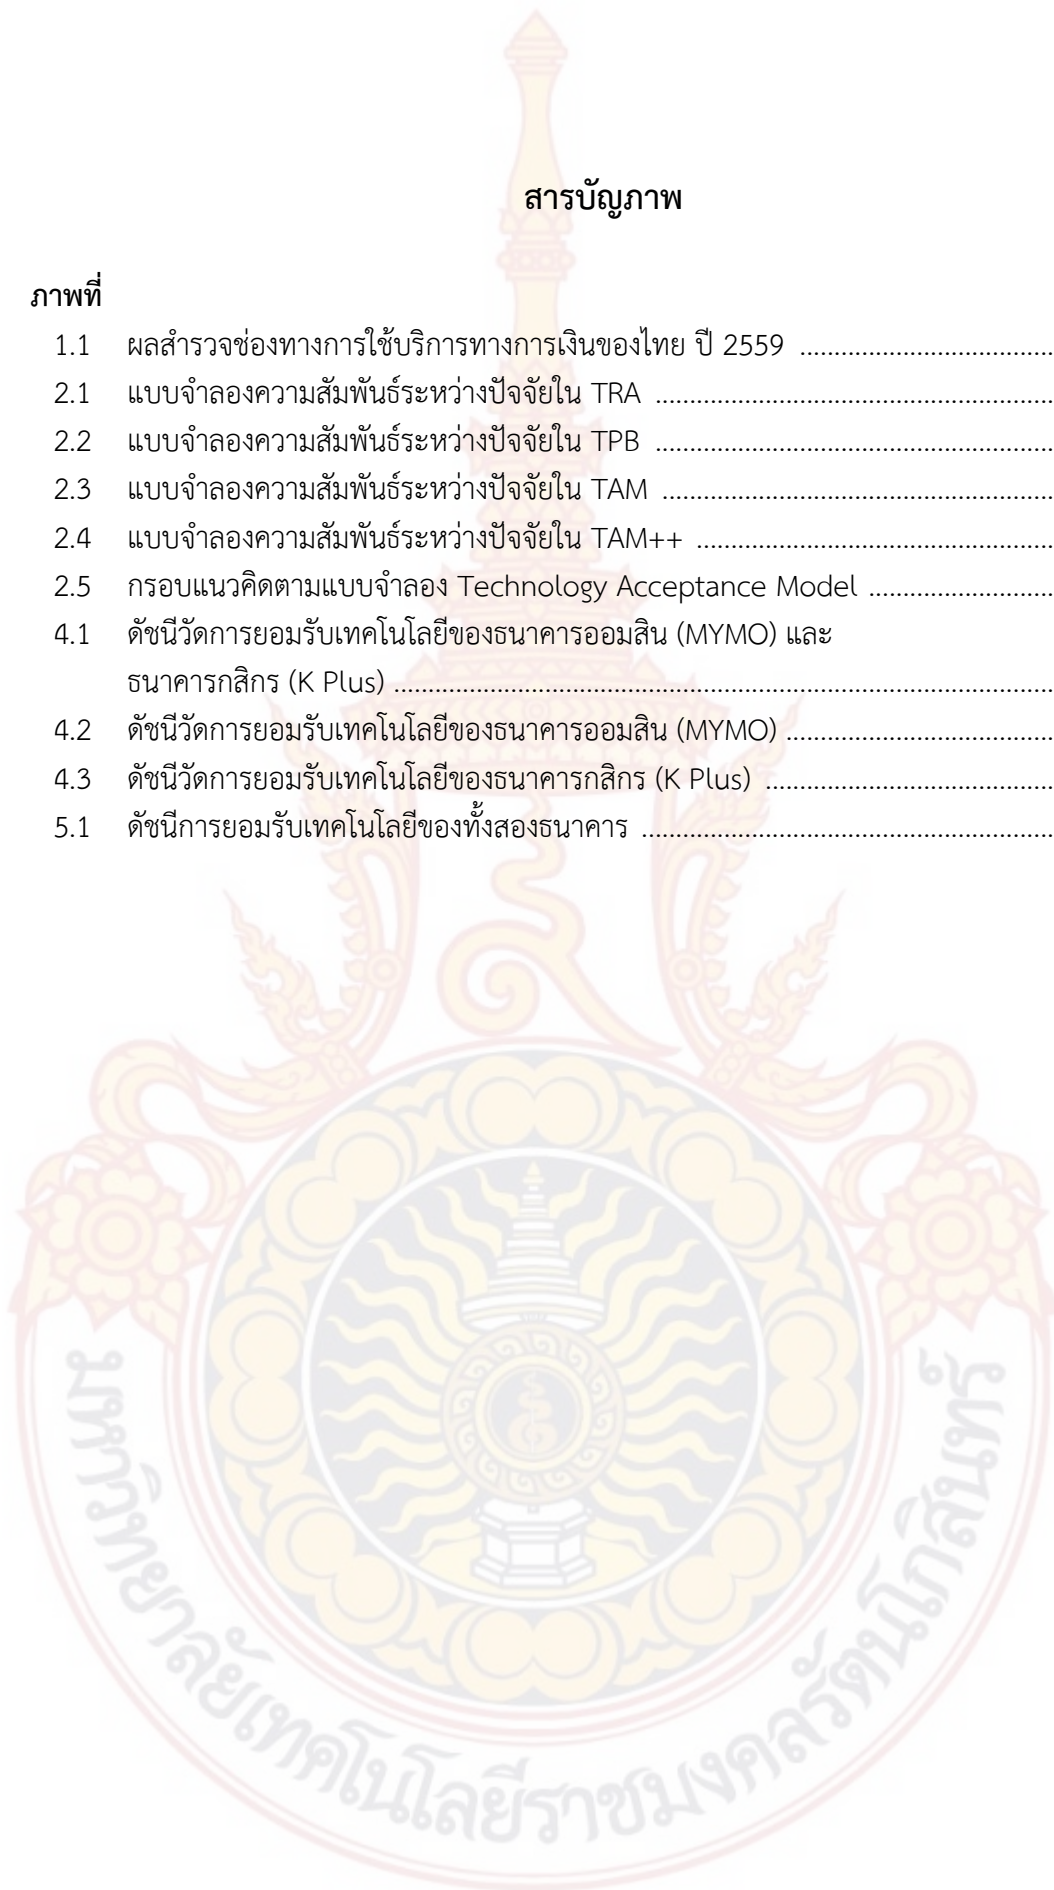 สารบัญภาพ
ภาพที่
1.1 ผลสำรวจช่องทางการใช้บริการทางการเงินของไทย ปี 2559 ......................................
2.1 แบบจำลองความสัมพันธ์ระหว่างปัจจัยใน TRA ............................................................
2.2 แบบจำลองความสัมพันธ์ระหว่างปัจจัยใน TPB ............................................................
2.3 แบบจำลองความสัมพันธ์ระหว่างปัจจัยใน TAM ...........................................................
2.4 แบบจำลองความสัมพันธ์ระหว่างปัจจัยใน TAM++ ......................................................
2.5 กรอบแนวคิดตามแบบจำลอง Technology Acceptance Model ............................
4.1 ดัชนีวัดการยอมรับเทคโนโลยีของธนาคารออมสิน (MYMO) และ
ธนาคารกสิกร (K Plus) ....................................................................................................
4.2 ดัชนีวัดการยอมรับเทคโนโลยีของธนาคารออมสิน (MYMO) ........................................
4.3 ดัชนีวัดการยอมรับเทคโนโลยีของธนาคารกสิกร (K Plus) ...........................................
5.1 ดัชนีการยอมรับเทคโนโลยีของทั้งสองธนาคาร ..............................................................
มหาวิทยาลัยเทคโนโลยีราชมงคลรัตนโกสินทร์